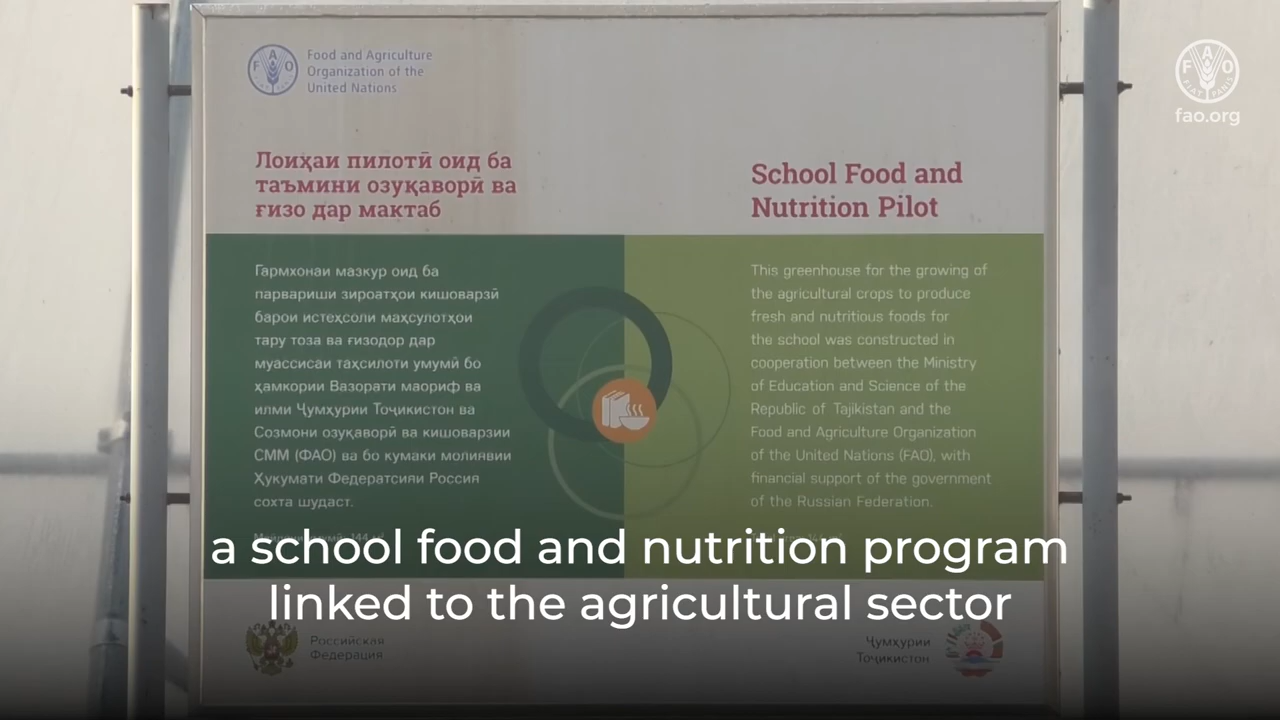 Food and Agriculture
Organization of the
United Nations
fao.org
Лоиҳаи пилотӣ оид ба
таъмини озуқаворӣ ва
ғизо дар мактаб
Гармхонаи мазкур оид ба
парвариши зироатҳои кишоварзӣ
барои истеҳсоли маҳсулотҳои
тару тоза ва ғизодор дар
муассисаи таҳсилоти умумӣ бо
ҳамкории Вазорати маориф ва
илми Ҷумҳурии Тоҷикистон ва
Созмони озуқаворӣ ва кишоварзии
СММ (ФАО) ва бо кумаки молиявии
Ҳукумати Федератсияи Россия
сохта шудаст.
School Food and
Nutrition Pilot
This greenhouse for the growing of
the agricultural crops to produce
fresh and nutritious foods for
the school was constructed in
cooperation between the Ministry
of Education and Science of the
Republic of Tajikistan and the
Food and Agriculture Organization
of the United Nations (FAO), with
financial support of the government
of the Russian Federation.
a school food and nutrition program
linked to the agricultural sector
Российская
Федерация
Ҷумҳурии
Тоҷикистон